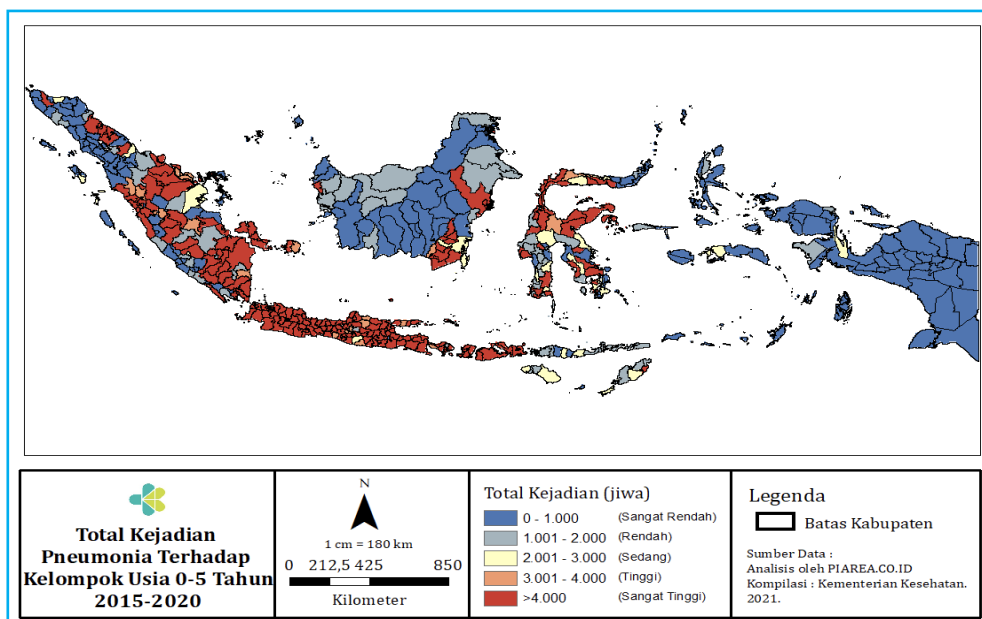 Total Kejadian
Pneumonia Terhadap
Kelompok Usia 0-5 Tahun
2015-2020
N
1 cm = 180 km
0 212,5 425 850
Kilometer
Total Kejadian (jiwa)
0 - 1.000 (Sangat Rendah)
1.001 - 2.000 (Rendah)
2.001 - 3.000 (Sedang)
3.001 - 4.000 (Tinggi)
>4.000 (Sangat Tinggi)
Legenda
Batas Kabupaten
Sumber Data :
Analisis oleh PIAREA.CO.ID
Kompilasi : Kementerian Kesehatan.
2021.